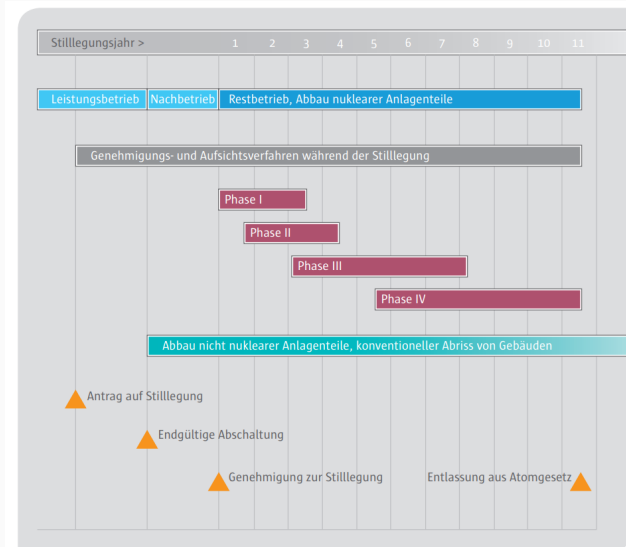 Stilllegungsjahr > 1 2 3 4 5 6 7 8 9 10 11
Leistungsbetrieb Nachbetrieb Restbetrieb, Abbau nuklearer Anlagenteile
Genehmigungs- und Aufsichtsverfahren während der Stilllegung
Phase I
Phase II
Phase III
Phase IV
Abbau nicht nuklearer Anlagenteile, konventioneller Abriss von Gebäuden
Antrag auf Stilllegung
Endgültige Abschaltung
Genehmigung zur Stilllegung Entlassung aus Atomgesetz